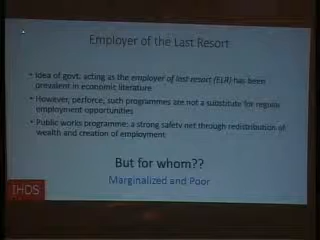 Employer of the Last Resort
• Idea of govt. acting as the employer of last resort (ELR) has been
prevalent in economic literature
• However, perforce, such programmes are not a substitute for regular
employment opportunities
• Public works programme: a strong safety net through redistribution of
wealth and creation of employment
But for whom??
Marginalized and Poor
IHDS